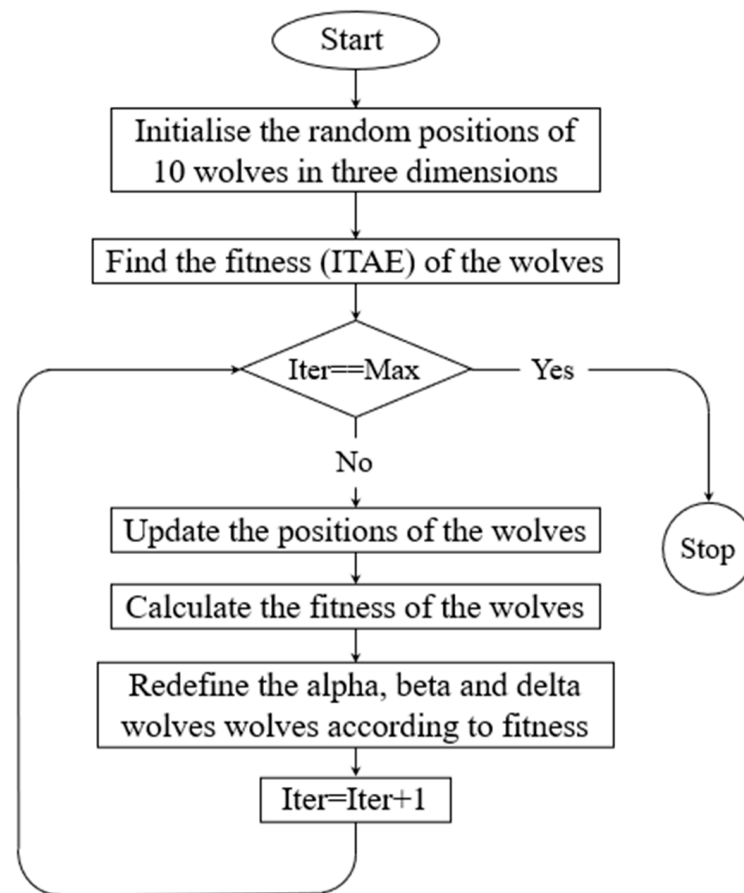 Start
Initialise the random positions of
10 wolves in three dimensions
Find the fitness (ITAE) of the wolves
Iter==Max
Yes
No
Update the positions of the wolves
Stop
Calculate the fitness of the wolves
Redefine the alpha, beta and delta
wolves wolves according to fitness
Iter=Iter+1